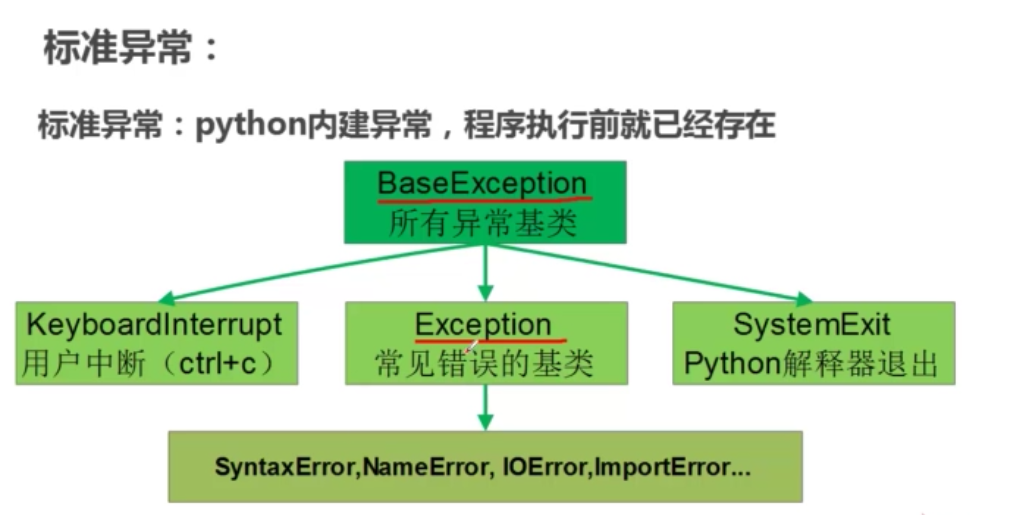 标准异常：
标准异常：python内建异常，程序执行前就已经存在
BaseException
所有异常基类
KeyboardInterrupt
用户中断（ctrl+c）
Exception
常见错误的基类
SystemExit
Python解释器退出
SyntaxError,NameError, IOError,ImportError...